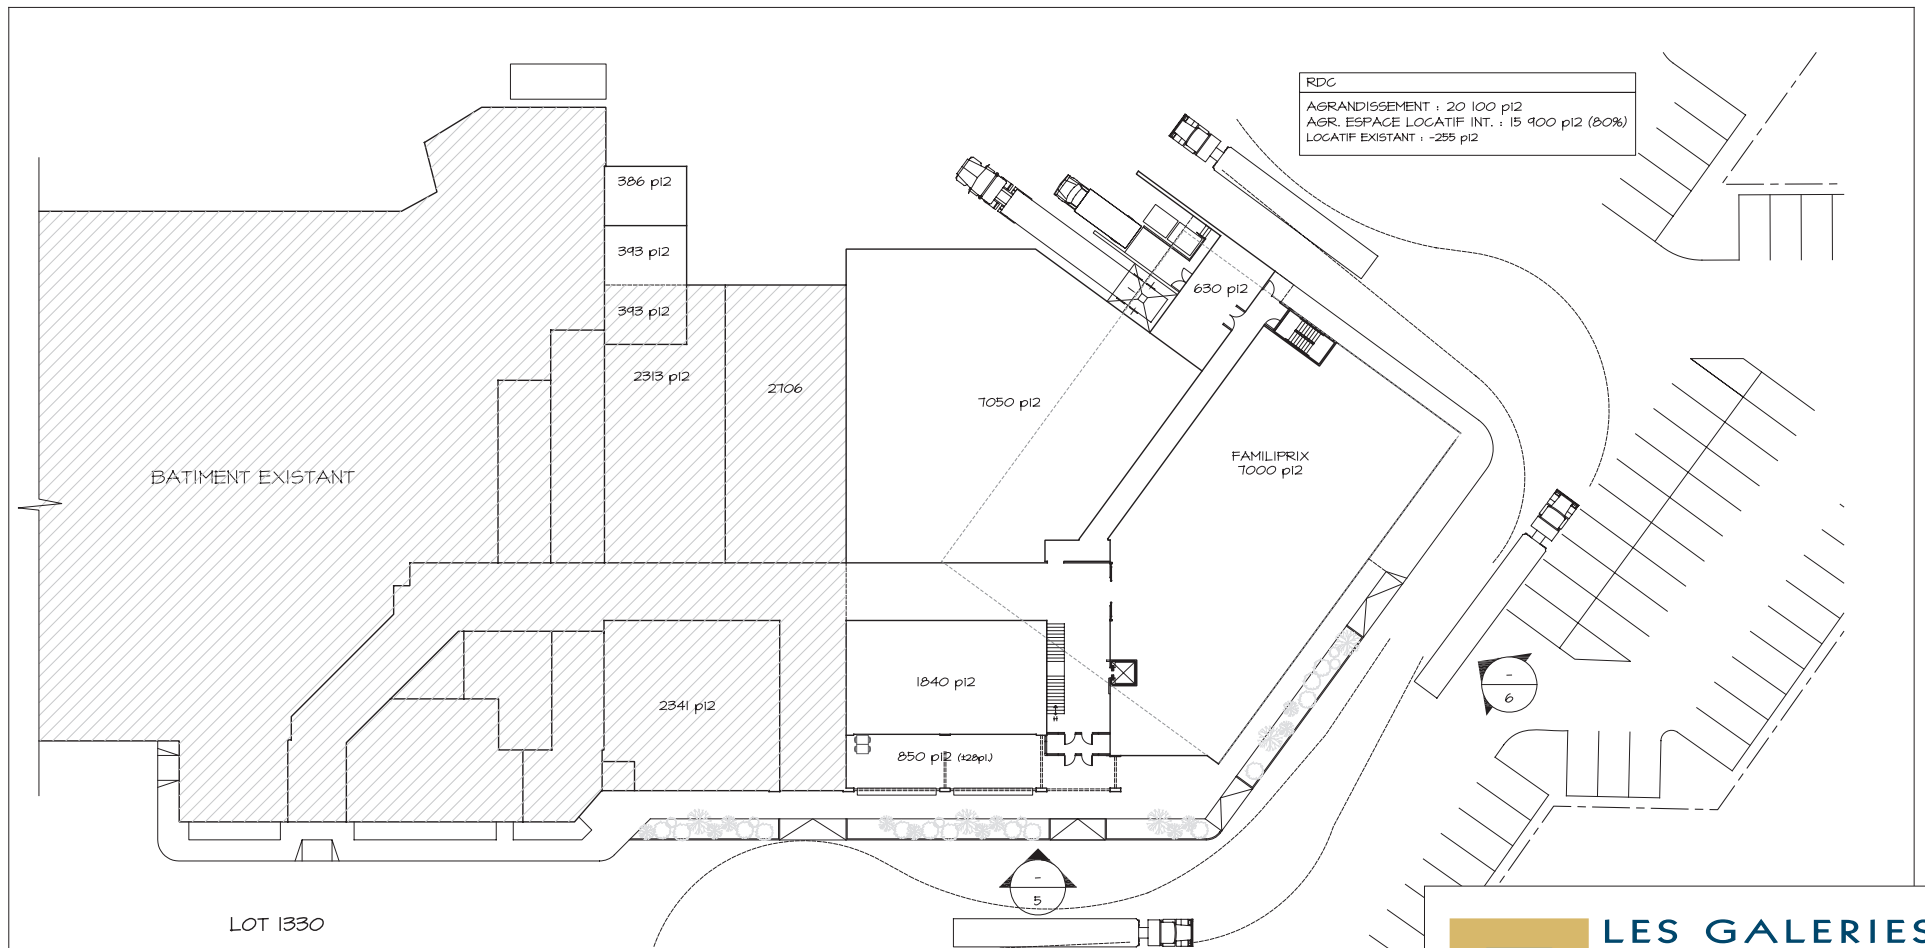 RDC
AGRANDISSEMENT : 20 100 pi2
AGR. ESPACE LOCATIF INT. : 15 900 pi2 (80%)
LOCATIF EXISTANT : -255 pi2
386 pi2
393 pi2
393 pi2
630 pi2
2313 pi2
2706
7050 pi2
FAMILIPRIX
7000 pi2
BATIMENT EXISTANT
1840 pi2
2341 pi2
850 pi2 (±28pl.)
-
6
-
5
LOT 1330
LES GALERIES